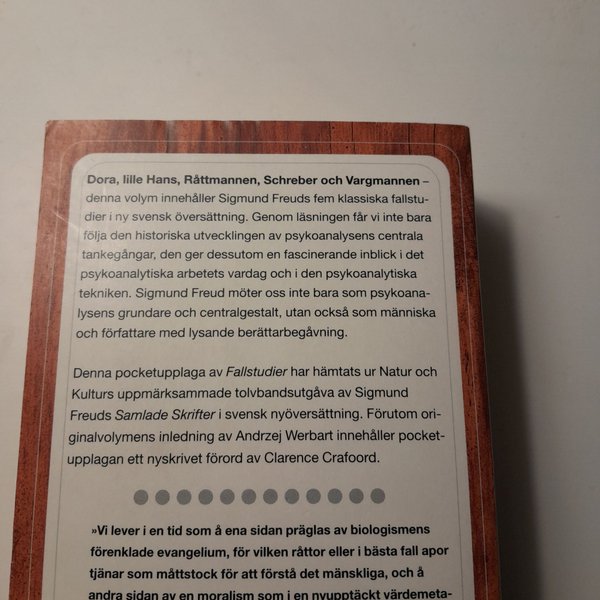 Dora, lille Hans, Råttmannen, Schreber och Vargmannen –
denna volym innehåller Sigmund Freuds fem klassiska fallstu-
dier i ny svensk översättning. Genom läsningen får vi inte bara
följa den historiska utvecklingen av psykoanalysens centrala
tankegångar, den ger dessutom en fascinerande inblick i det
psykoanalytiska arbetets vardag och i den psykoanalytiska
tekniken. Sigmund Freud möter oss inte bara som psykoana-
lysens grundare och centralgestalt, utan också som människa
och författare med lysande berättarbegåvning.
Denna pocketupplaga av Fallstudier har hämtats ur Natur och
Kulturs uppmärksammade tolvbandsutgåva av Sigmund
Freuds Samlade Skrifter i svensk nyöversättning. Förutom ori-
ginalvolymens inledning av Andrzej Werbart innehåller pocket-
upplagan ett nyskrivet förord av Clarence Crafoord.
»Vi lever i en tid som å ena sidan präglas av biologismens
förenklade evangelium, för vilken råttor eller i bästa fall apor
tjänar som måttstock för att förstå det mänskliga, och å
andra sidan av en moralism som i en nyupptäckt värdemeta-